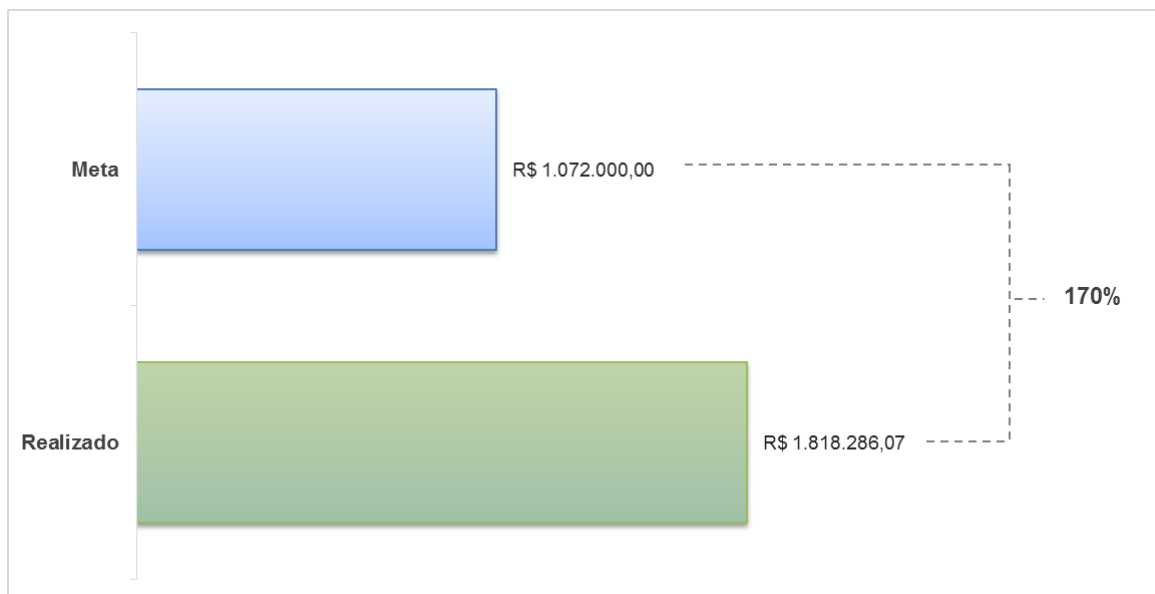 Meta
R$ 1.072.000,00
170%
Realizado
R$ 1.818.286,07